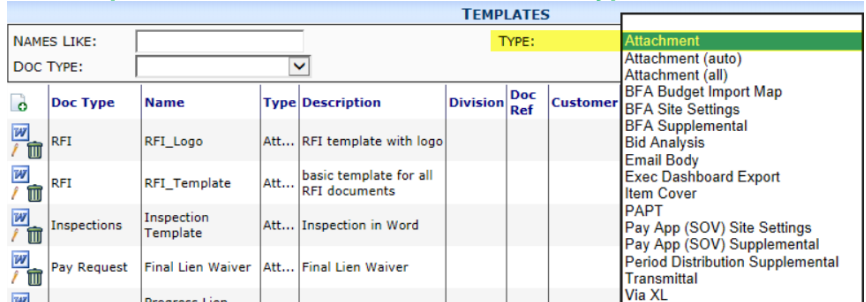 TEMPLATES
NAMES LIKE:
TYPE:
DOC TYPE:
Attachment
Attachment (auto)
Attachment (all)
BFA Budget Import Map
BFA Site Settings
BFA Supplemental
Bid Analysis
Email Body
Exec Dashboard Export
Item Cover
PAPT
Pay App (SOV) Site Settings
Pay App (SOV) Supplemental
Period Distribution Supplemental
Transmittal
Via XL
Doc Type Name Type Description Division Doc Ref Customer
RFI RFI_Logo Att... RFI template with logo
RFI RFI_Template Att... basic template for all
RFI documents
Inspections Inspection Template Att... Inspection in Word
Pay Request Final Lien Waiver Att... Final Lien Waiver
Progress Lien